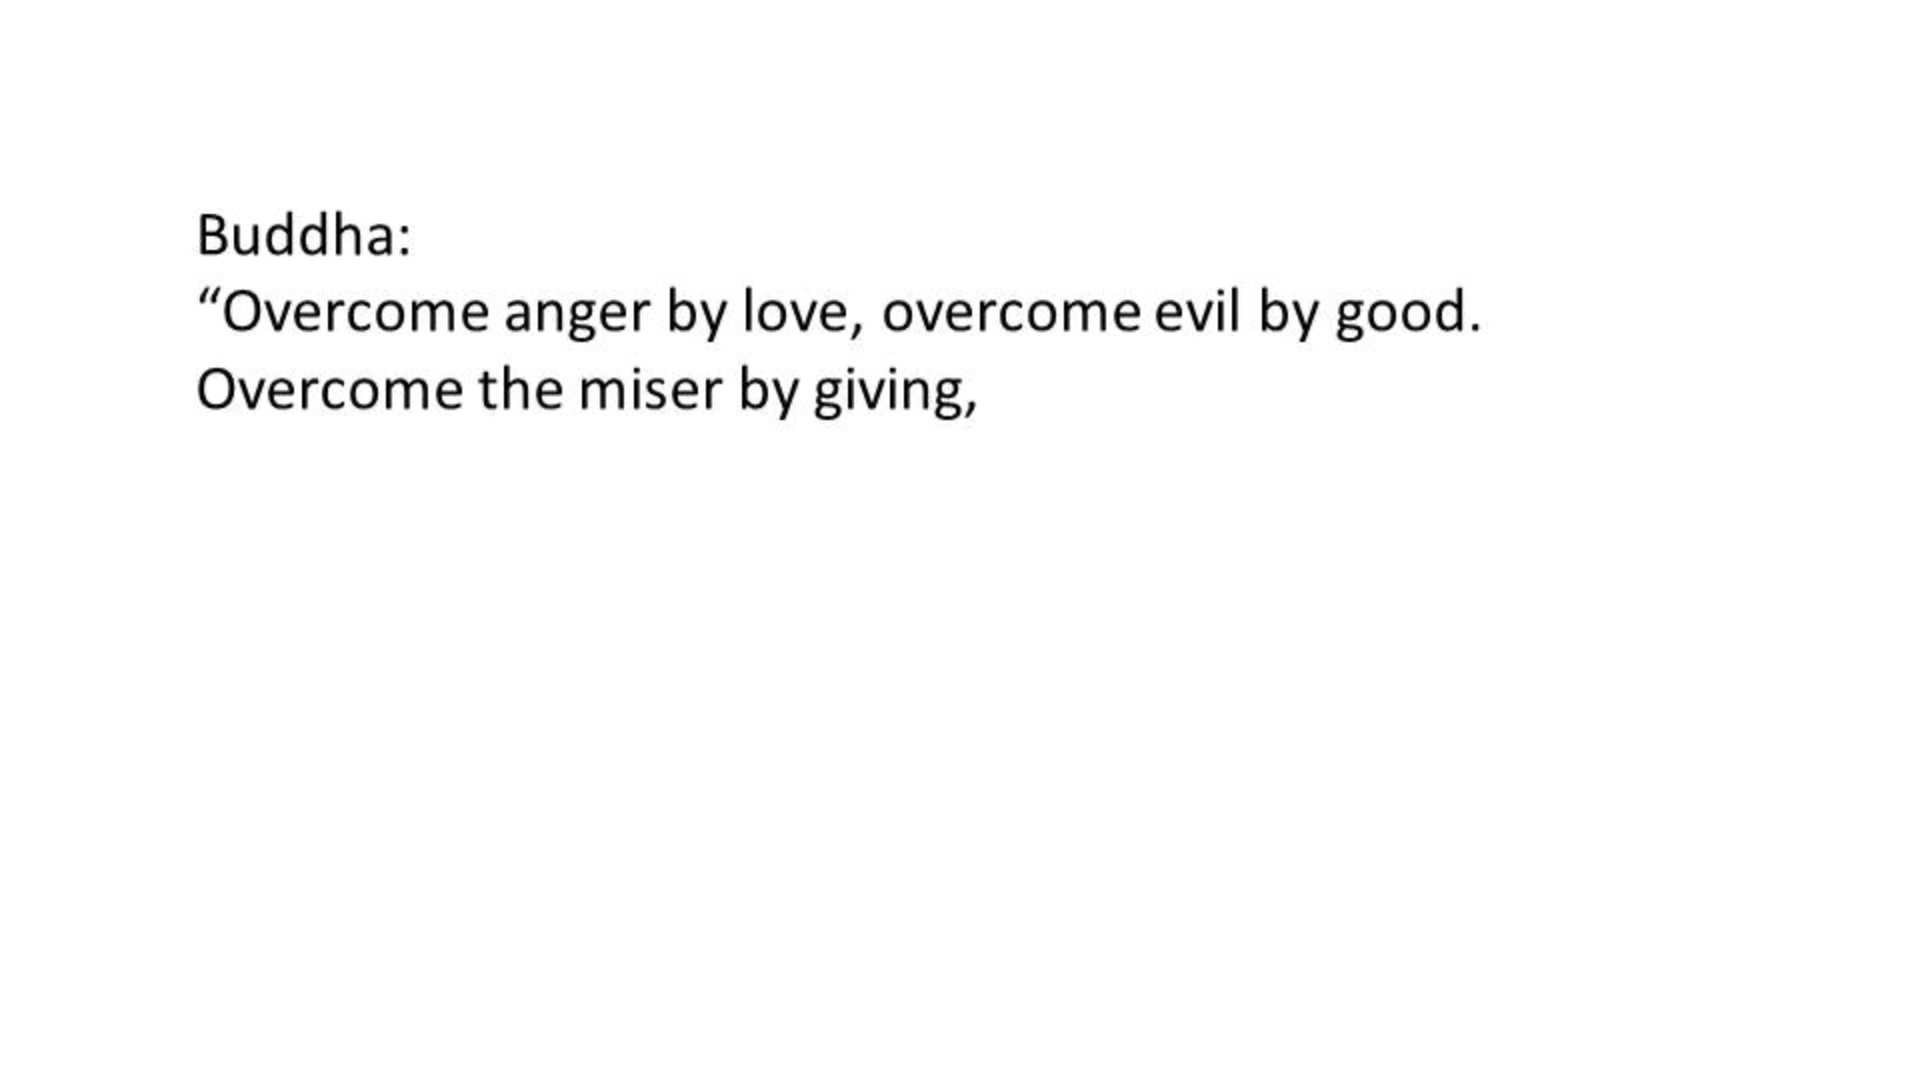 Buddha:
“Overcome anger by love, overcome evil by good.
Overcome the miser by giving,